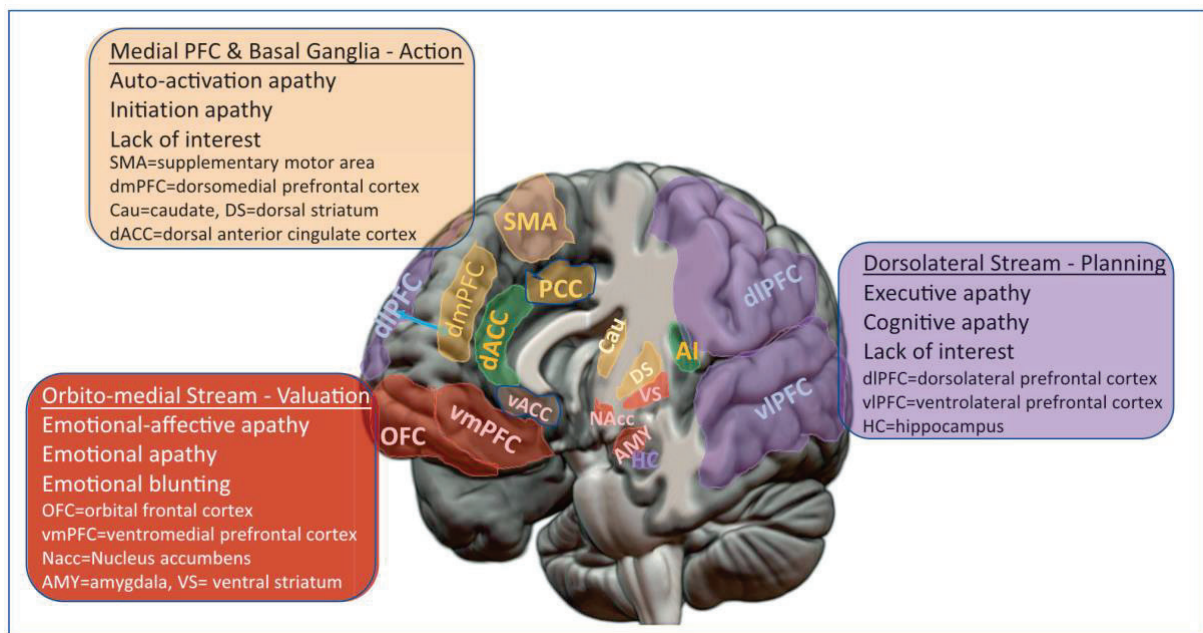 Medial PFC & Basal Ganglia - Action
Auto-activation apathy
Initiation apathy
Lack of interest
SMA=supplementary motor area
dmPFC=dorsomedial prefrontal cortex
Cau=caudate, DS=dorsal striatum
dACC=dorsal anterior cingulate cortex
Orbito-medial Stream - Valuation
Emotional-affective apathy
Emotional apathy
Emotional blunting
OFC=orbital frontal cortex
vmPFC=ventromedial prefrontal cortex
Nacc=Nucleus accumbens
AMY=amygdala, VS= ventral striatum
SMA
PCC
dlPFC
dmPFC
dACC
vACC
OFC
vmPFC
Cau
DS
VS
AI
NAcc
AMY
HC
dlPFC
vlPFC
Dorsolateral Stream - Planning
Executive apathy
Cognitive apathy
Lack of interest
dlPFC=dorsolateral prefrontal cortex
vlPFC=ventrolateral prefrontal cortex
HC=hippocampus